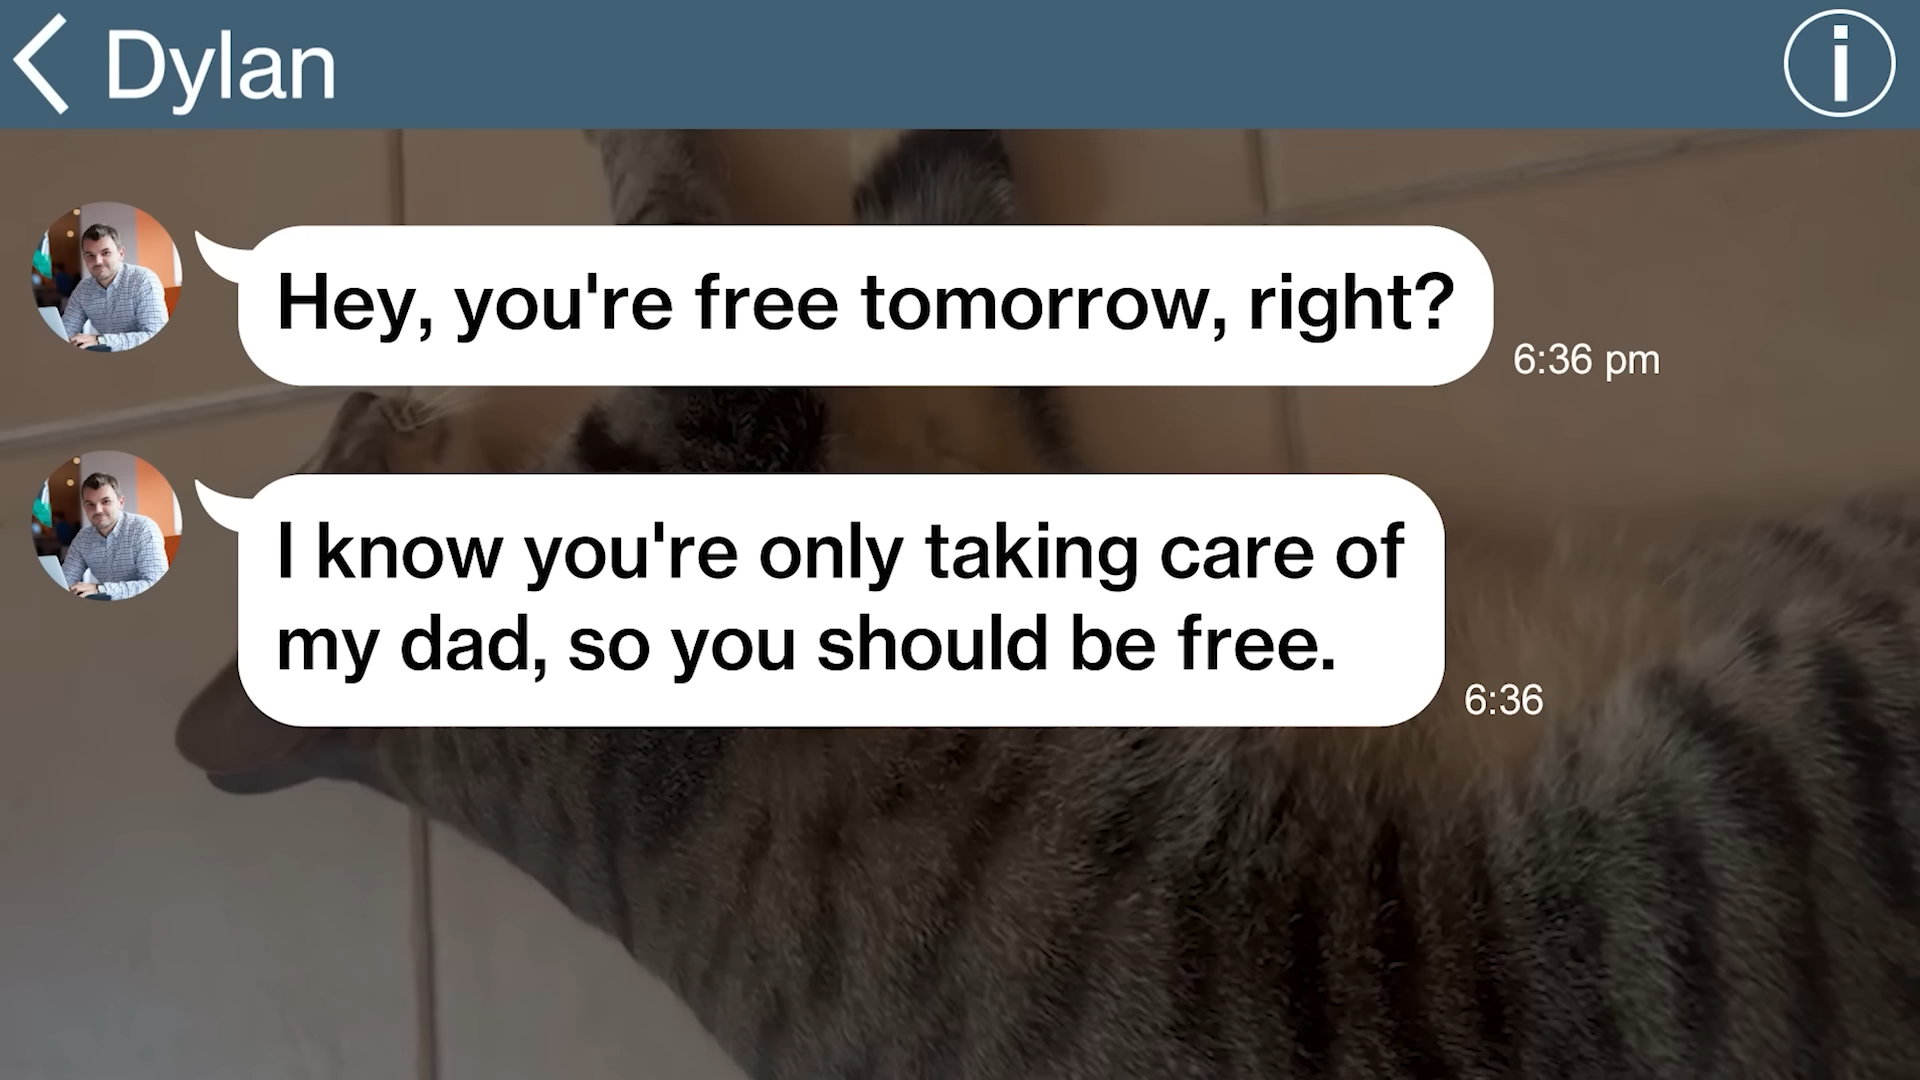 Dylan
Hey, you're free tomorrow, right?
6:36 pm
I know you're only taking care of
my dad, so you should be free.
6:36